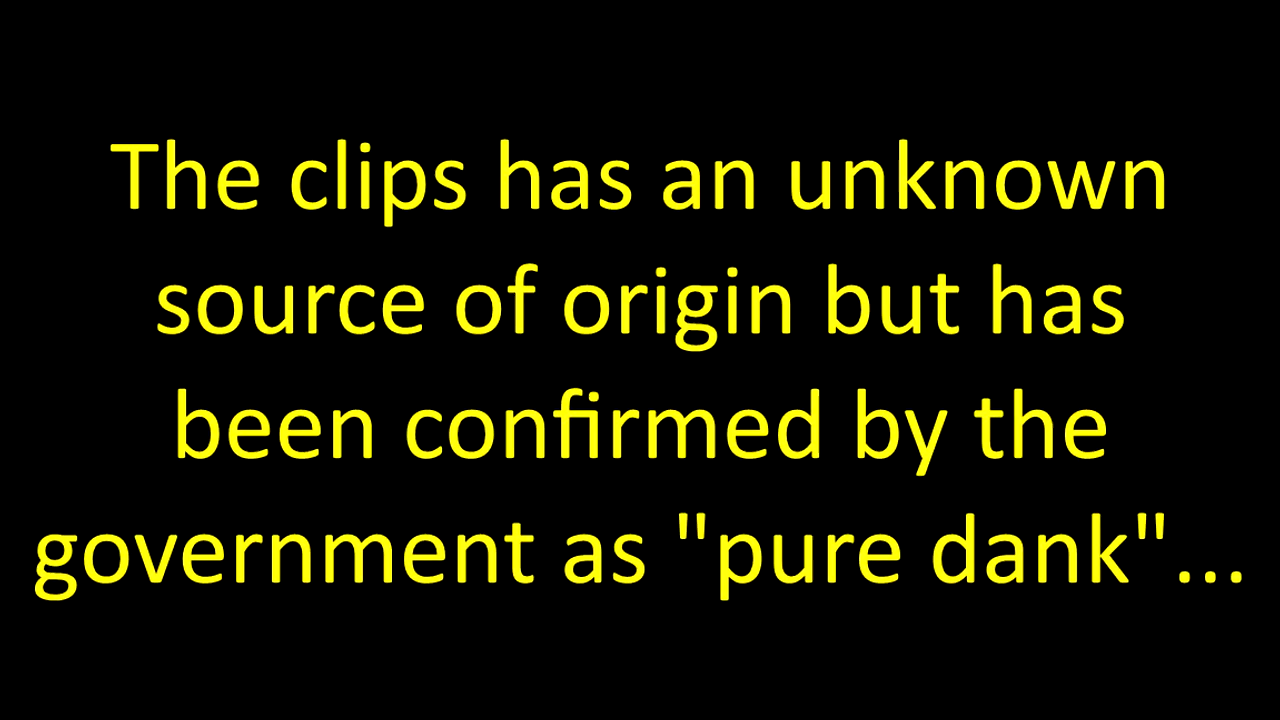 The clips has an unknown
source of origin but has
been confirmed by the
government as "pure dank"...